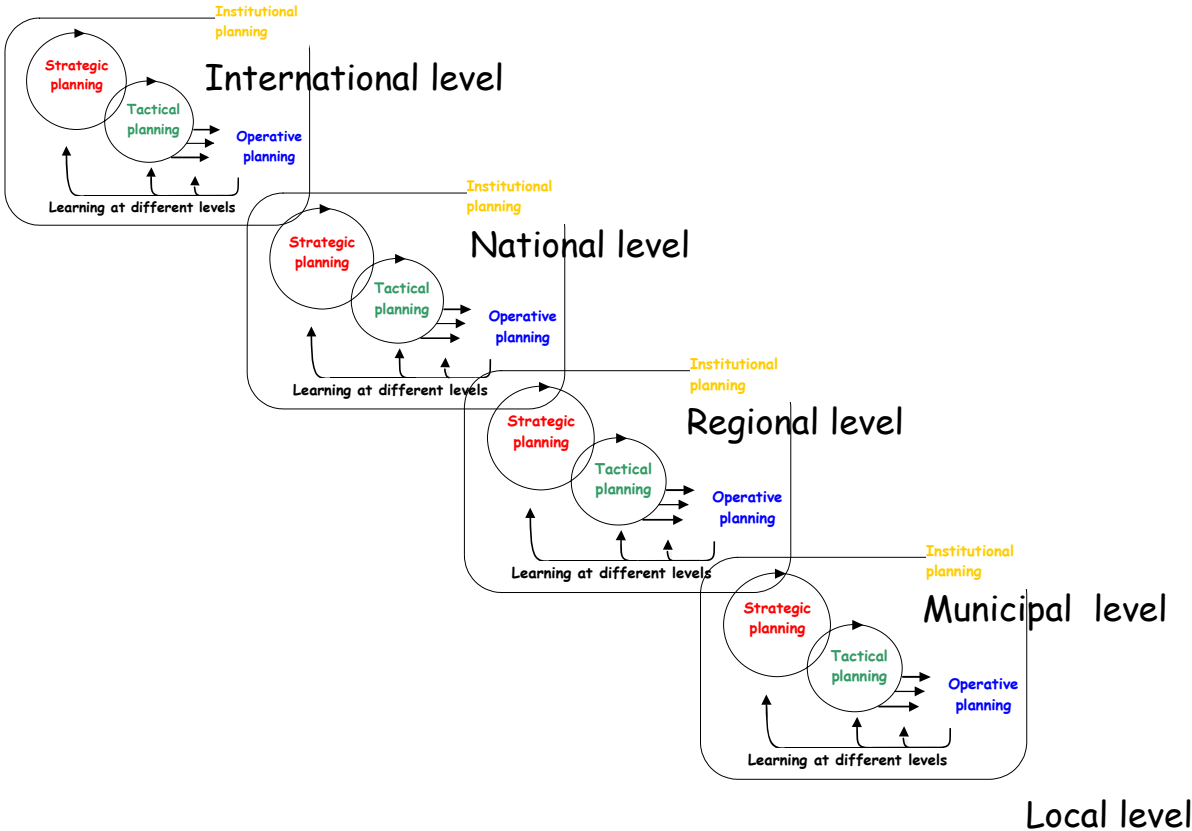 Institutional
planning
International level
Strategic
planning
Tactical
planning
Operative
planning
Learning at different levels
Institutional
planning
National level
Strategic
planning
Tactical
planning
Operative
planning
Learning at different levels
Institutional
planning
Regional level
Strategic
planning
Tactical
planning
Operative
planning
Learning at different levels
Institutional
planning
Municipal level
Strategic
planning
Tactical
planning
Operative
planning
Learning at different levels
Local level